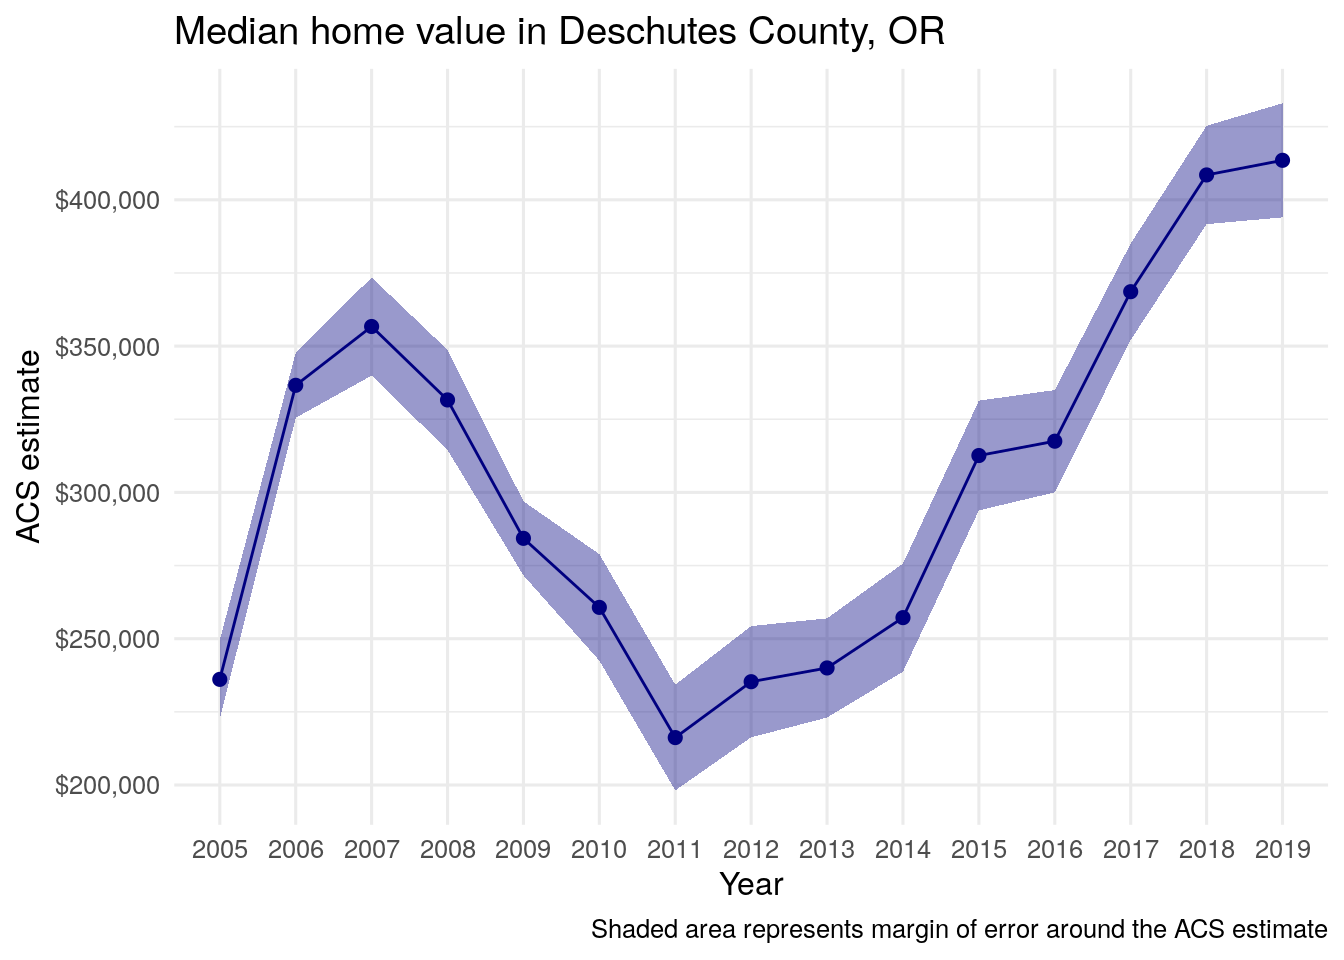 Median home value in Deschutes County, OR
ACS estimate
$400,000
$350,000
$300,000
$250,000
$200,000
2005 2006 2007 2008 2009 2010 2011 2012 2013 2014 2015 2016 2017 2018 2019
Year
Shaded area represents margin of error around the ACS estimate